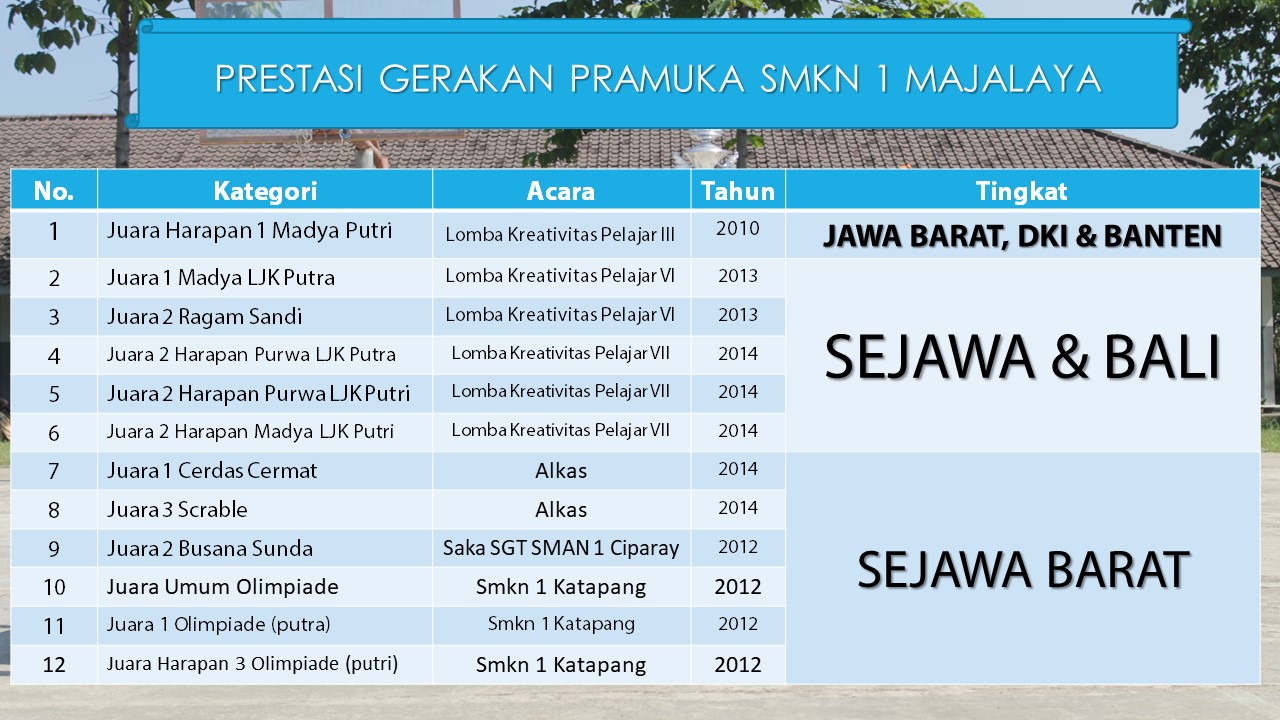 PRESTASI GERAKAN PRAMUKA SMKN 1 MAJALAYA
No. Kategori Acara Tahun Tingkat
1 Juara Harapan 1 Madya Putri Lomba Kreativitas Pelajar III 2010 JAWA BARAT, DKI & BANTEN
2 Juara 1 Madya LJK Putra Lomba Kreativitas Pelajar VI 2013
3 Juara 2 Ragam Sandi Lomba Kreativitas Pelajar VI 2013
4 Juara 2 Harapan Purwa LJK Putra Lomba Kreativitas Pelajar VII 2014 SEJAWA & BALI
5 Juara 2 Harapan Purwa LJK Putri Lomba Kreativitas Pelajar VII 2014
6 Juara 2 Harapan Madya LJK Putri Lomba Kreativitas Pelajar VII 2014
7 Juara 1 Cerdas Cermat Alkas 2014
8 Juara 3 Scrable Alkas 2014
9 Juara 2 Busana Sunda Saka SGT SMAN 1 Ciparay 2012
10 Juara Umum Olimpiade Smkn 1 Katapang 2012 SEJAWA BARAT
11 Juara 1 Olimpiade (putra) Smkn 1 Katapang 2012
12 Juara Harapan 3 Olimpiade (putri) Smkn 1 Katapang 2012